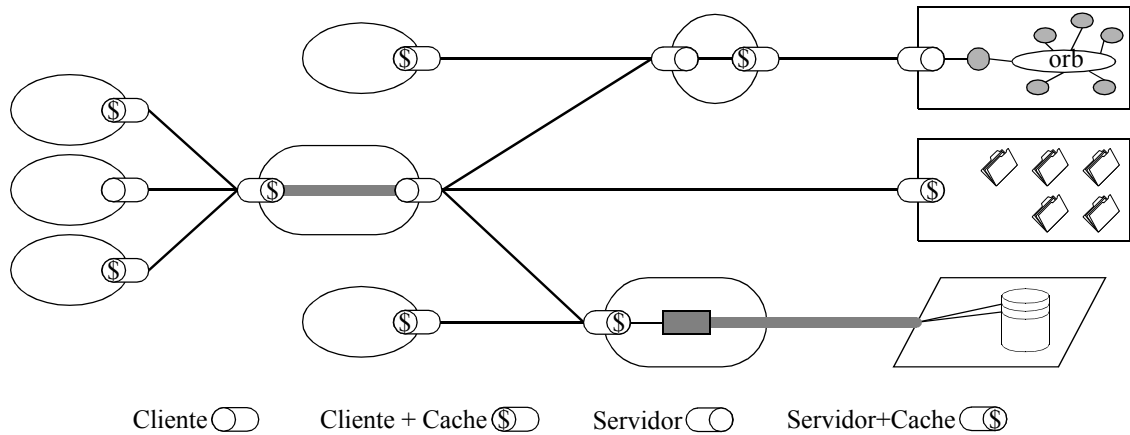 $
$
orb
$
$
$
$
$
$
Cliente
Cliente + Cache $
Servidor
Servidor+Cache $